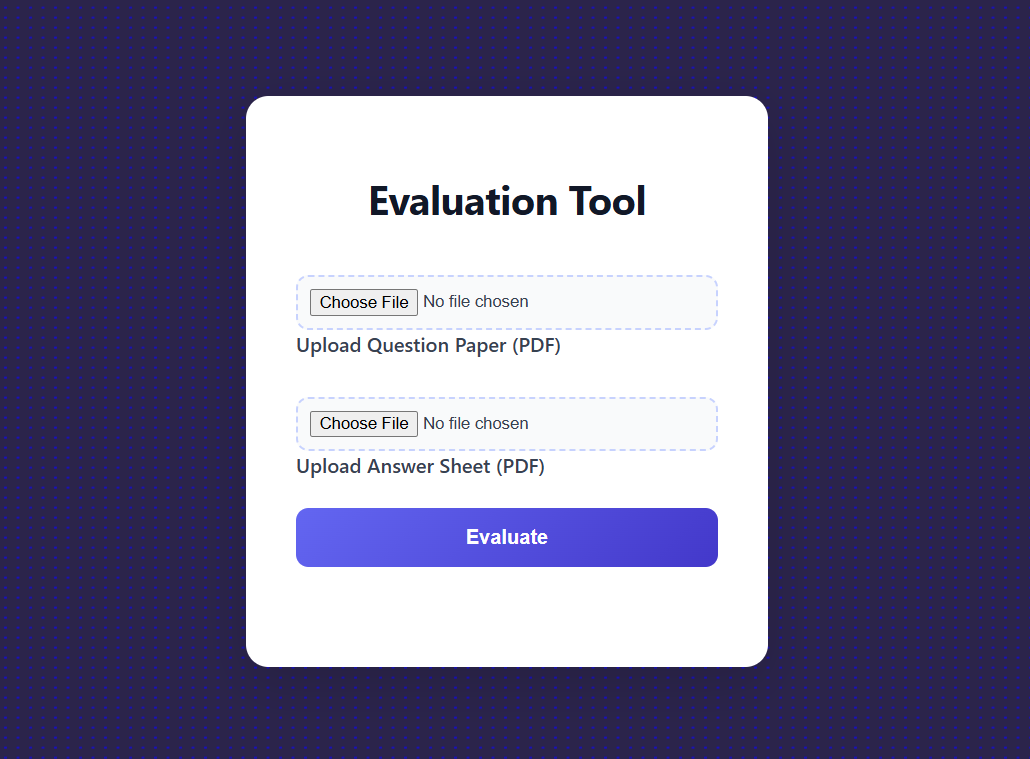 Evaluation Tool
Choose File No file chosen
Upload Question Paper (PDF)
Choose File No file chosen
Upload Answer Sheet (PDF)
Evaluate